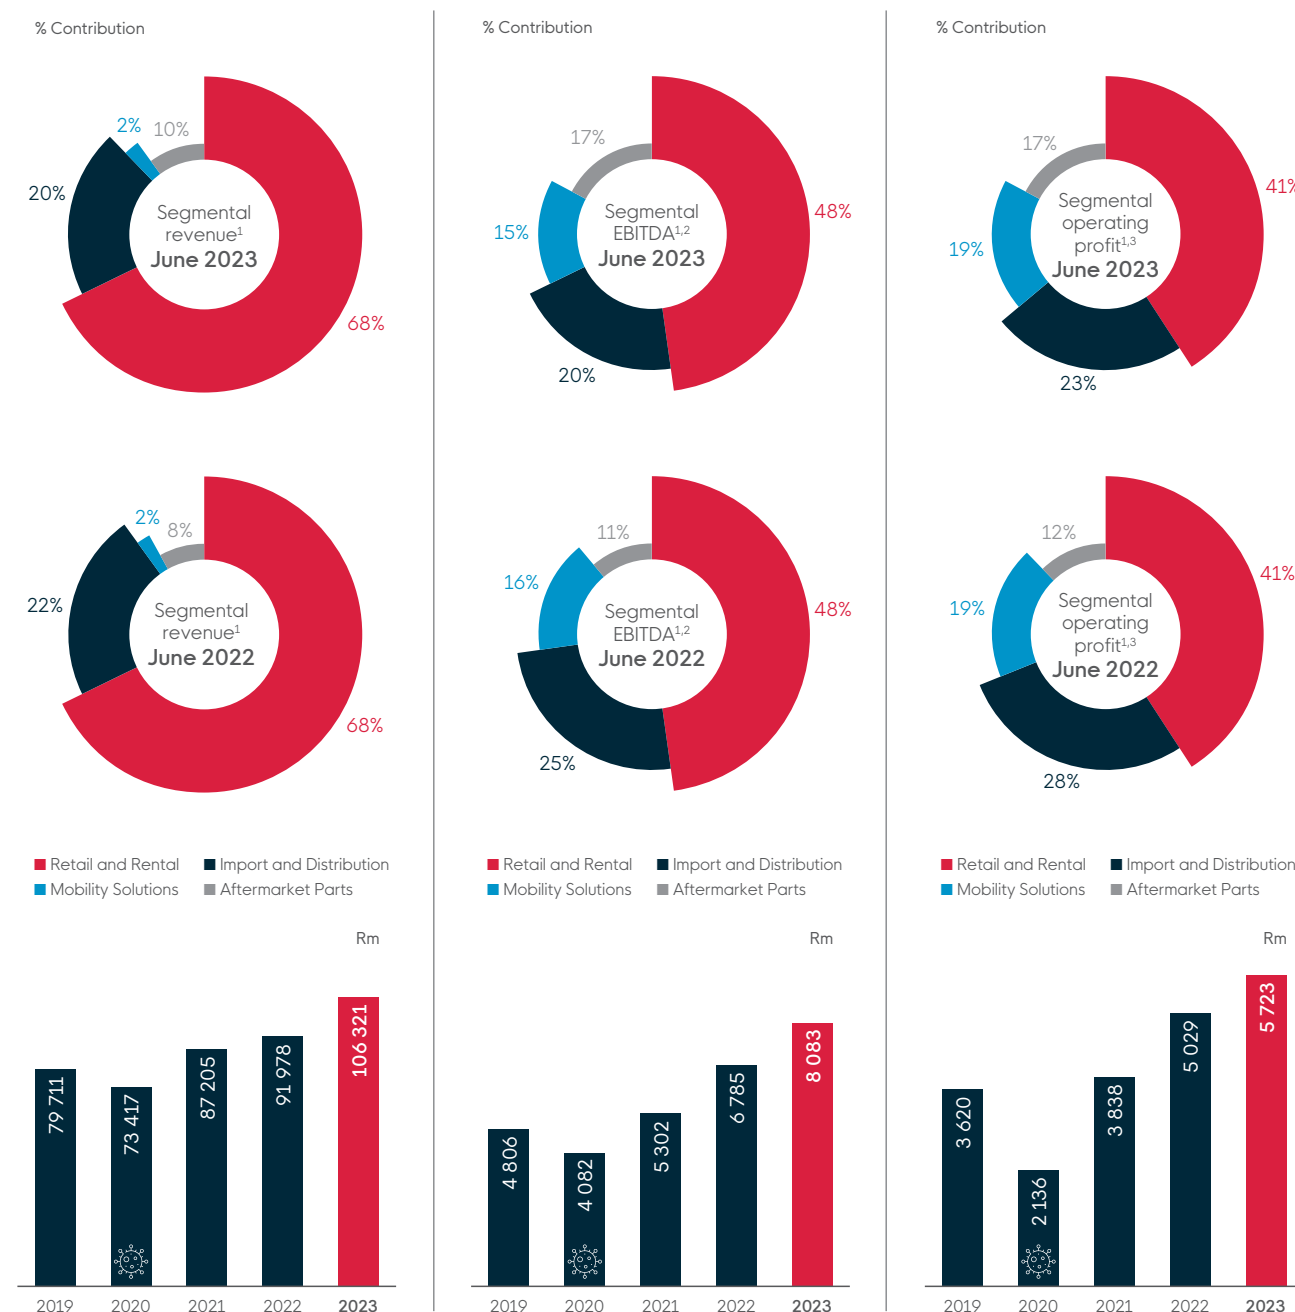 % Contribution
2%
10%
20%
Segmental
revenue1
June 2023
68%
2%
8%
22%
Segmental
revenue1
June 2022
68%
Retail and Rental
Import and Distribution
Mobility Solutions
Aftermarket Parts
Rm
79 711
73 417
87 205
91 978
106 321
2019
2020
2021
2022
2023
% Contribution
17%
48%
15%
Segmental
EBITDA1,2
June 2023
20%
11%
16%
48%
Segmental
EBITDA1,2
June 2022
25%
Retail and Rental
Import and Distribution
Mobility Solutions
Aftermarket Parts
Rm
4 806
4 082
5 302
6 785
8 083
2019
2020
2021
2022
2023
% Contribution
17%
41%
19%
Segmental
operating
profit1,3
June 2023
23%
12%
41%
19%
Segmental
operating
profit1,3
June 2022
28%
Retail and Rental
Import and Distribution
Mobility Solutions
Aftermarket Parts
Rm
3 620
2 136
3 838
5 029
5 723
2019
2020
2021
2022
2023